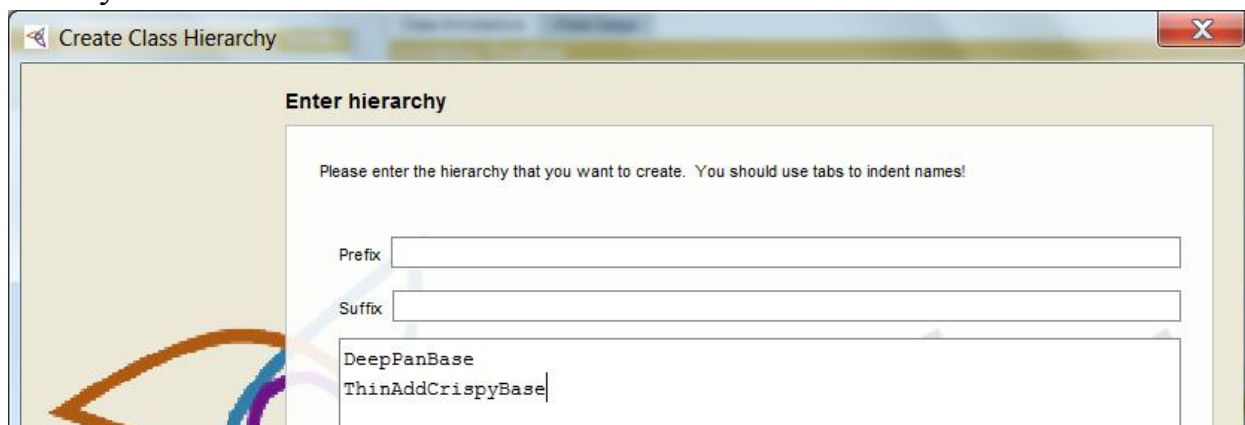 Create Class Hierarchy
X
Enter hierarchy
Please enter the hierarchy that you want to create. You should use tabs to indent names!
Prefix
Suffix
DeepPanBase
ThinAddCrispyBase